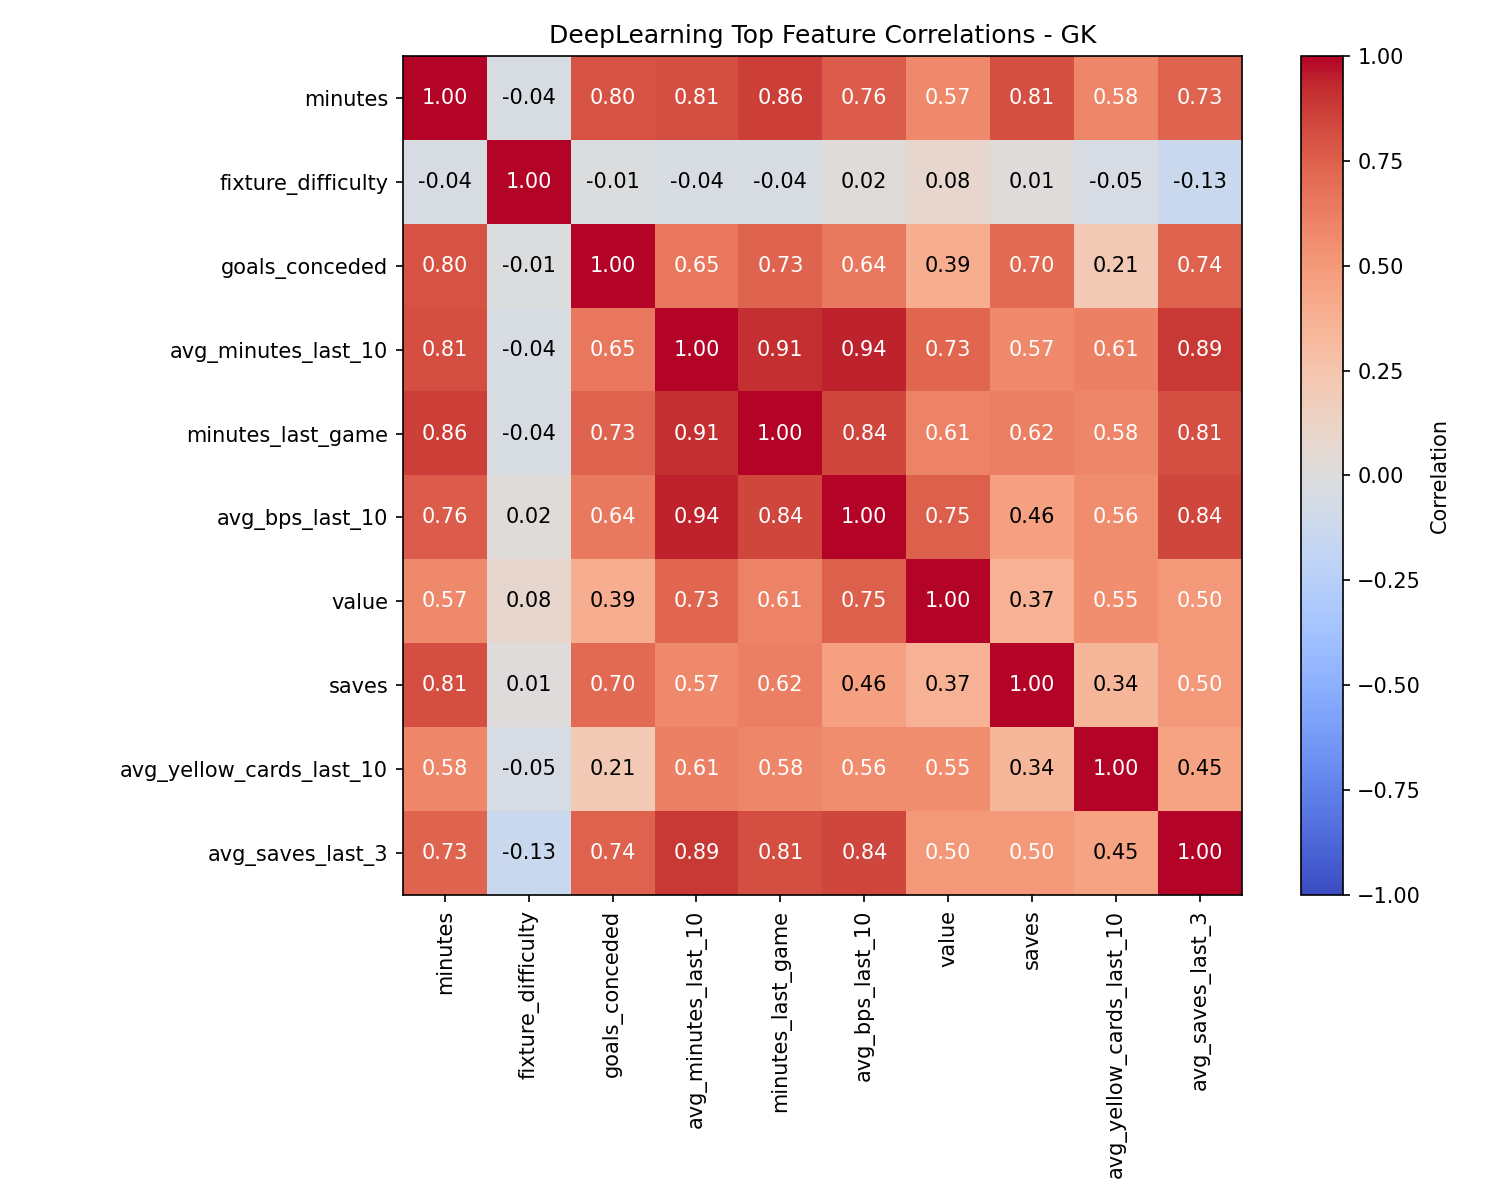 DeepLearning Top Feature Correlations - GK
minutes 1.00 -0.04 0.80 0.81 0.86 0.76 0.57 0.81 0.58 0.73
fixture_difficulty -0.04 1.00 -0.01 -0.04 -0.04 0.02 0.08 0.01 -0.05 -0.13
goals_conceded 0.80 -0.01 1.00 0.65 0.73 0.64 0.39 0.70 0.21 0.74
avg_minutes_last_10 0.81 -0.04 0.65 1.00 0.91 0.94 0.73 0.57 0.61 0.89
minutes_last_game 0.86 -0.04 0.73 0.91 1.00 0.84 0.61 0.62 0.58 0.81
avg_bps_last_10 0.76 0.02 0.64 0.94 0.84 1.00 0.75 0.46 0.56 0.84
value 0.57 0.08 0.39 0.73 0.61 0.75 1.00 0.37 0.55 0.50
saves 0.81 0.01 0.70 0.57 0.62 0.46 0.37 1.00 0.34 0.50
avg_yellow_cards_last_10 0.58 -0.05 0.21 0.61 0.58 0.56 0.55 0.34 1.00 0.45
avg_saves_last_3 0.73 -0.13 0.74 0.89 0.81 0.84 0.50 0.50 0.45 1.00
minutes
fixture_difficulty
goals_conceded
avg_minutes_last_10
minutes_last_game
avg_bps_last_10
value
saves
avg_yellow_cards_last_10
avg_saves_last_3
1.00
0.75
0.50
0.25
0.00
−0.25
−0.50
−0.75
−1.00
Correlation